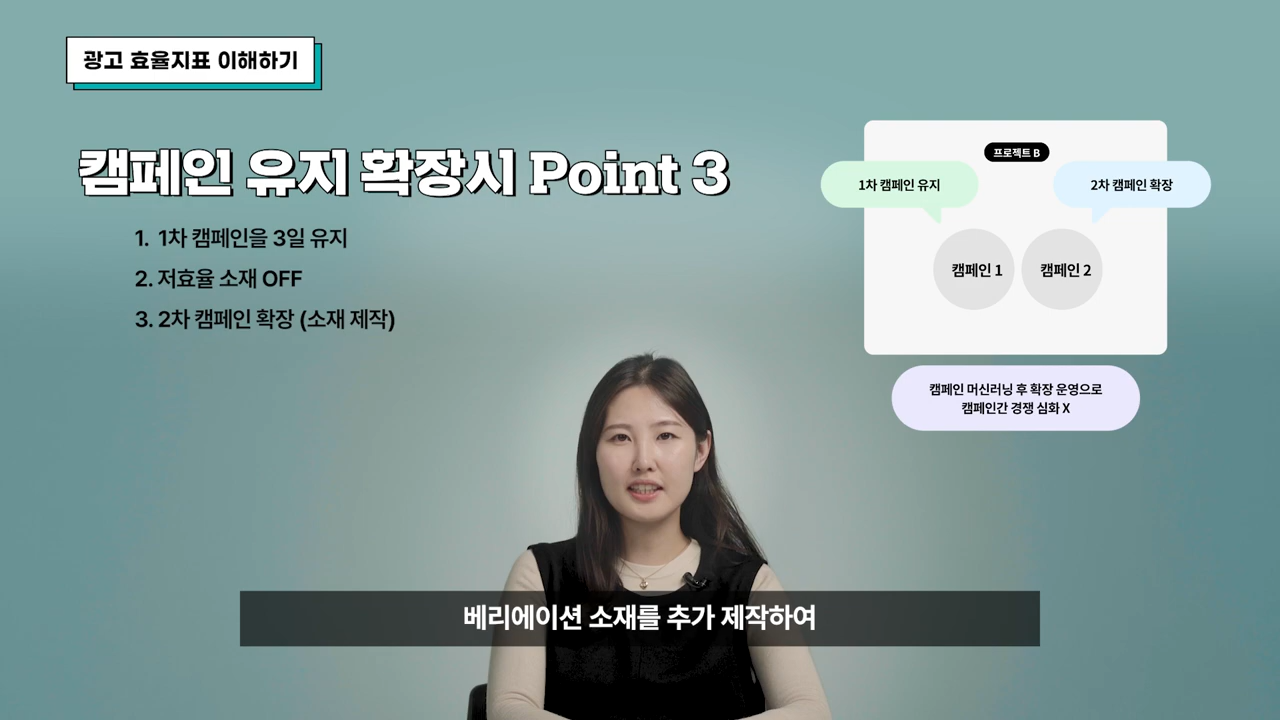 광고 효율지표 이해하기
캠페인 유지 확장시 Point 3
1. 1차 캠페인을 3일 유지
2. 저효율 소재 OFF
3. 2차 캠페인 확장 (소재 제작)
프로젝트 B
1차 캠페인 유지
2차 캠페인 확장
캠페인 1
캠페인 2
캠페인 머신러닝 후 확장 운영으로
캠페인간 경쟁 심화 X
베리에이션 소재를 추가 제작하여